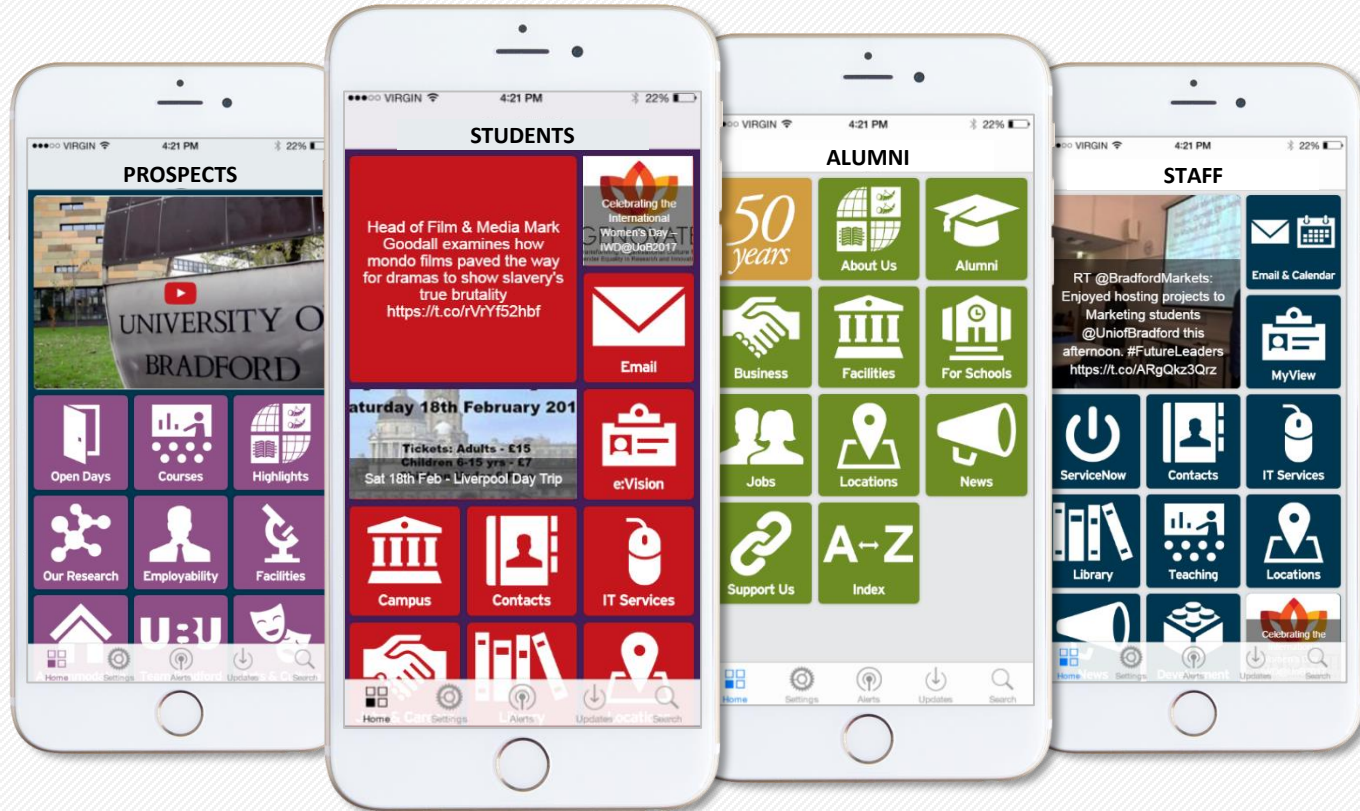 ●●●○○ VIRGIN 4:21 PM 22%
PROSPECTS
UNIVERSITY O
BRADFORD
Open Days Courses Highlights
Our Research Employability Facilities
UBU
Home Settings Alerts Updates Search
●●●○○ VIRGIN 4:21 PM 22%
STUDENTS
Head of Film & Media Mark
Goodall examines how
mondo films paved the way
for dramas to show slavery's
true brutality
https://t.co/rVrYf52hbf
Celebrating the
International
Women's Day –
IWD@UoB2017
Email
aturday 18th February 201
Tickets: Adults - £15
Children 6-15 yrs - £7
Sat 18th Feb - Liverpool Day Trip
e:Vision
Campus Contacts IT Services
Home Settings Alerts Updates Search
VIRGIN 4:21 PM 22%
ALUMNI
50
years
About Us Alumni
Business Facilities For Schools
Jobs Locations News
Support Us
A↔Z
Index
Home Settings Alerts Updates Search
VIRGIN 4:21 PM 22%
STAFF
RT @BradfordMarkets:
Enjoyed hosting projects to
Marketing students
@UniofBradford this
afternoon. #FutureLeaders
https://t.co/ARgQkz3Qrz
Email & Calendar
MyView
ServiceNow Contacts IT Services
Library Teaching Locations
Celebrating the
Home Settings Alerts Updates Search